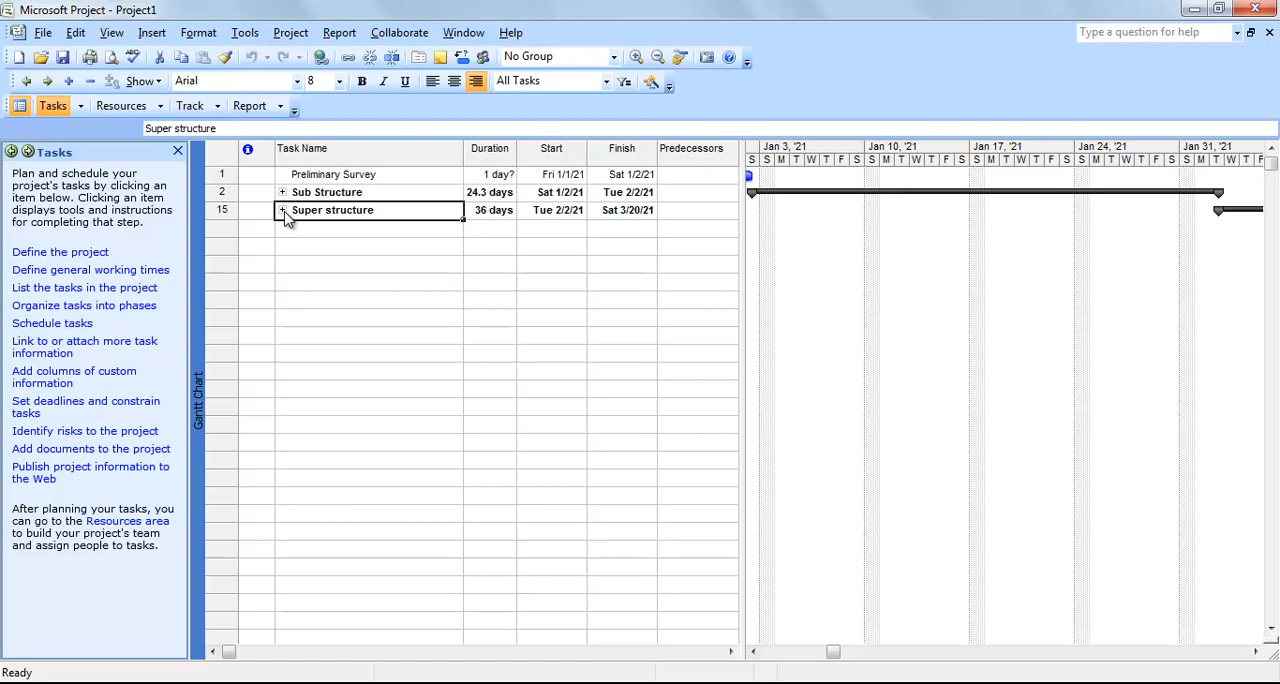 Microsoft Project - Project1
File Edit View Insert Format Tools Project Report Collaborate Window Help
Type a question for help
No Group
Show
Arial
8
B I U
All Tasks
Tasks Resources Track Report
Super structure
Tasks
Plan and schedule your
project's tasks by clicking an
item below. Clicking an item
displays tools and instructions
for completing that step.
Define the project
Define general working times
List the tasks in the project
Organize tasks into phases
Schedule tasks
Link to or attach more task
information
Add columns of custom
information
Set deadlines and constrain
tasks
Identify risks to the project
Add documents to the project
Publish project information to
the Web
After planning your tasks, you
can go to the Resources area
to build your project's team
and assign people to tasks.
Gantt Chart
Task Name Duration Start Finish Predecessors
1 Preliminary Survey 1 day? Fri 1/1/21 Sat 1/2/21
2 Sub Structure 24.3 days Sat 1/2/21 Tue 2/2/21
15 Super structure 36 days Tue 2/2/21 Sat 3/20/21
Jan 3, '21 Jan 10, '21 Jan 17, '21 Jan 24, '21 Jan 31, '21
S S M T W T F S S M T W T F S S M T W T F S S M T W T F S S M T W T F
Ready